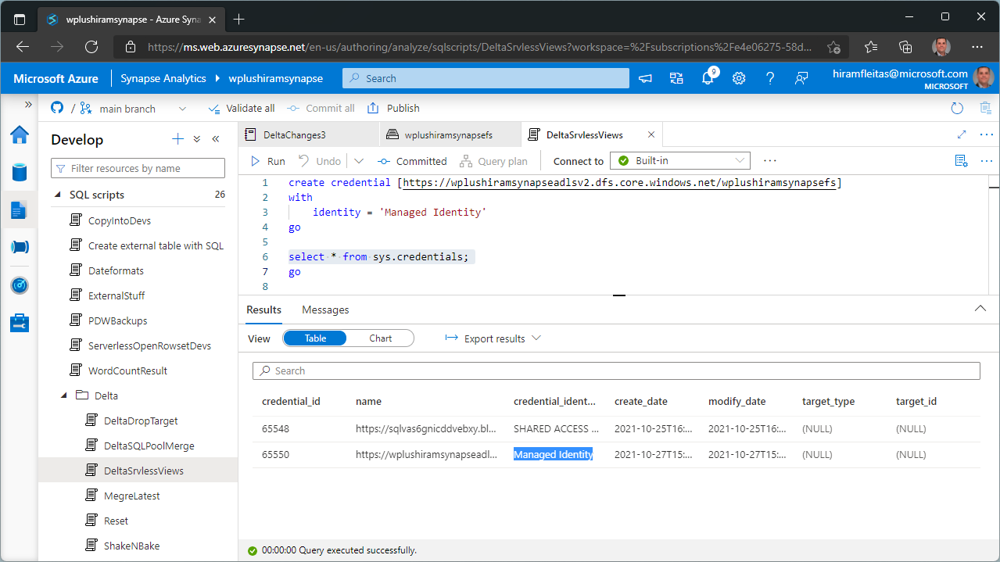 wplushiramsynapse - Azure Syna
https://ms.web.azuresynapse.net/en-us/authoring/analyze/sqlscripts/DeltaSrvlessViews?workspace=%2Fsubscriptions%2Fe4e06275-58d...
Microsoft Azure
Synapse Analytics
wplushiramsynapse
Search
9
hiramfleitas@microsoft.com
MICROSOFT
/ main branch
Validate all
Commit all
Publish
Develop
Filter resources by name
SQL scripts 26
CopyIntoDevs
Create external table with SQL
Dateformats
ExternalStuff
PDWBackups
ServerlessOpenRowsetDevs
WordCountResult
Delta
DeltaDropTarget
DeltaSQLPoolMerge
DeltaSrvlessViews
MegreLatest
Reset
ShakeNBake
DeltaChanges3
wplushiramsynapsefs
DeltaSrvlessViews
Run
Undo
Committed
Query plan
Connect to
Built-in
1 create credential [https://wplushiramsynapseadlsv2.dfs.core.windows.net/wplushiramsynapsefs]
2 with
3 identity = 'Managed Identity'
4 go
5
6 select * from sys.credentials;
7 go
8
Results
Messages
View
Table
Chart
Export results
Search
credential_id name credential_ident... create_date modify_date target_type target_id
65548 https://sqlvas6gnicddvebxy.bl... SHARED ACCESS ... 2021-10-25T16:... 2021-10-25T16:... (NULL) (NULL)
65550 https://wplushiramsynapseadl... Managed Identity 2021-10-27T15:... 2021-10-27T15:... (NULL) (NULL)
00:00:00 Query executed successfully.